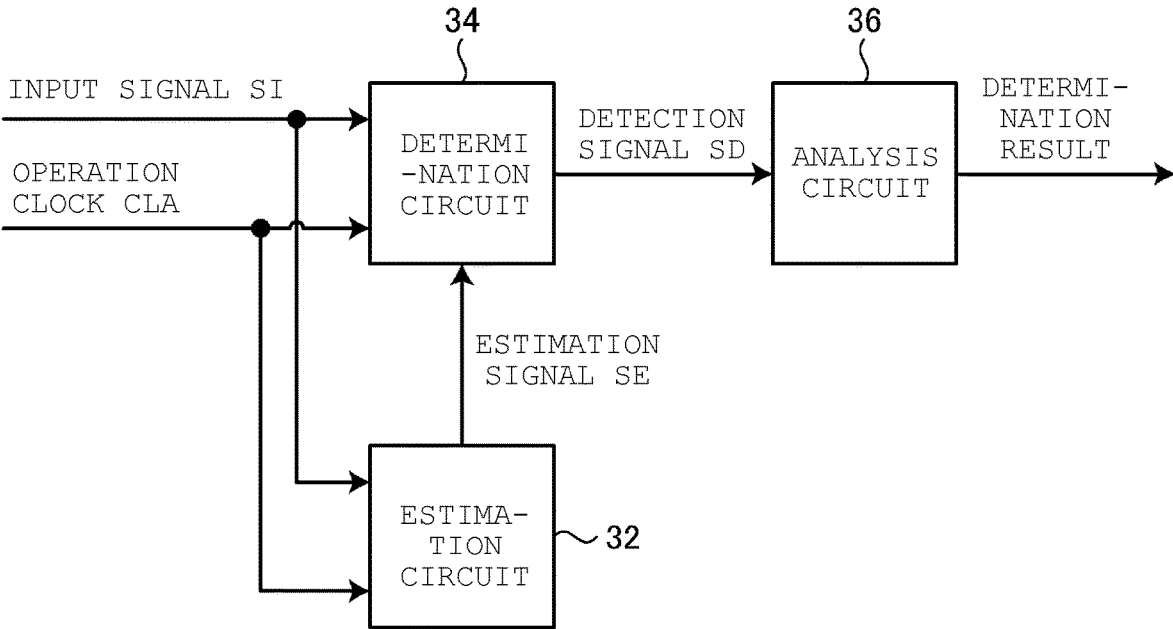 34
36
INPUT SIGNAL SI
OPERATION
CLOCK CLA
DETERMI
-NATION
CIRCUIT
DETECTION
SIGNAL SD
ANALYSIS
CIRCUIT
DETERMI-
NATION
RESULT
ESTIMATION
SIGNAL SE
ESTIMA-
TION
CIRCUIT
32